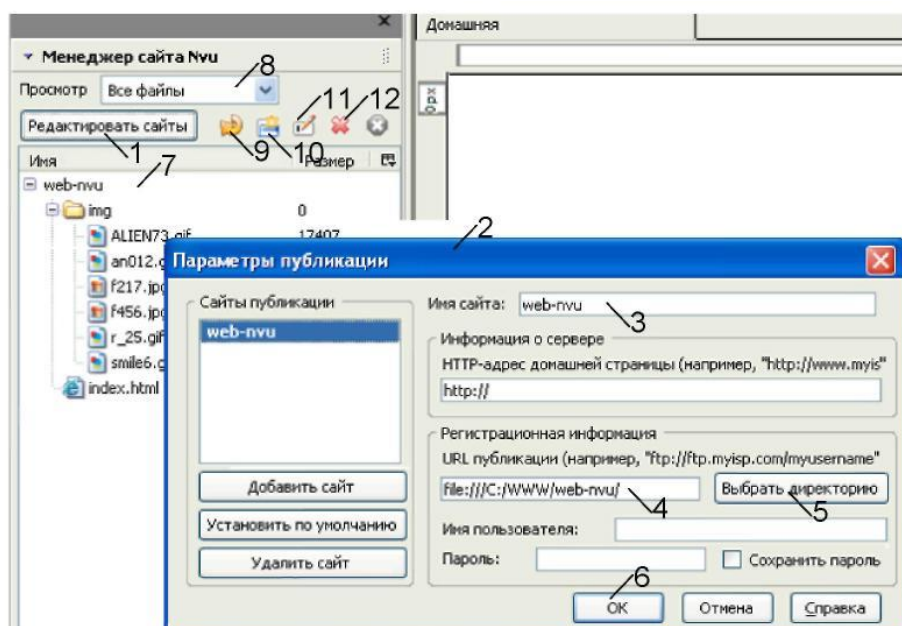 Домашняя
Менеджер сайта Nvu
8
Просмотр Все файлы
11 12
Редактировать сайты
1 9 10
Имя 7 Размер
web-nvu
img 0
ALIEN73.gif 17407
2
an012.g
f217.jpg
f456.jpg
r_25.gif
smile6.g
index.html
Параметры публикации
Сайты публикации
web-nvu
Добавить сайт
Установить по умолчанию
Удалить сайт
Имя сайта: web-nvu 3
Информация о сервере
HTTP-адрес домашней страницы (например, "http://www.myis"
http://
Регистрационная информация
URL публикации (например, "ftp://ftp.myisp.com/myusername"
file:///C:/WWW/web-nvu/ 4 Выбрать директорию 5
Имя пользователя:
Пароль: Сохранить пароль
6
OK Отмена Справка